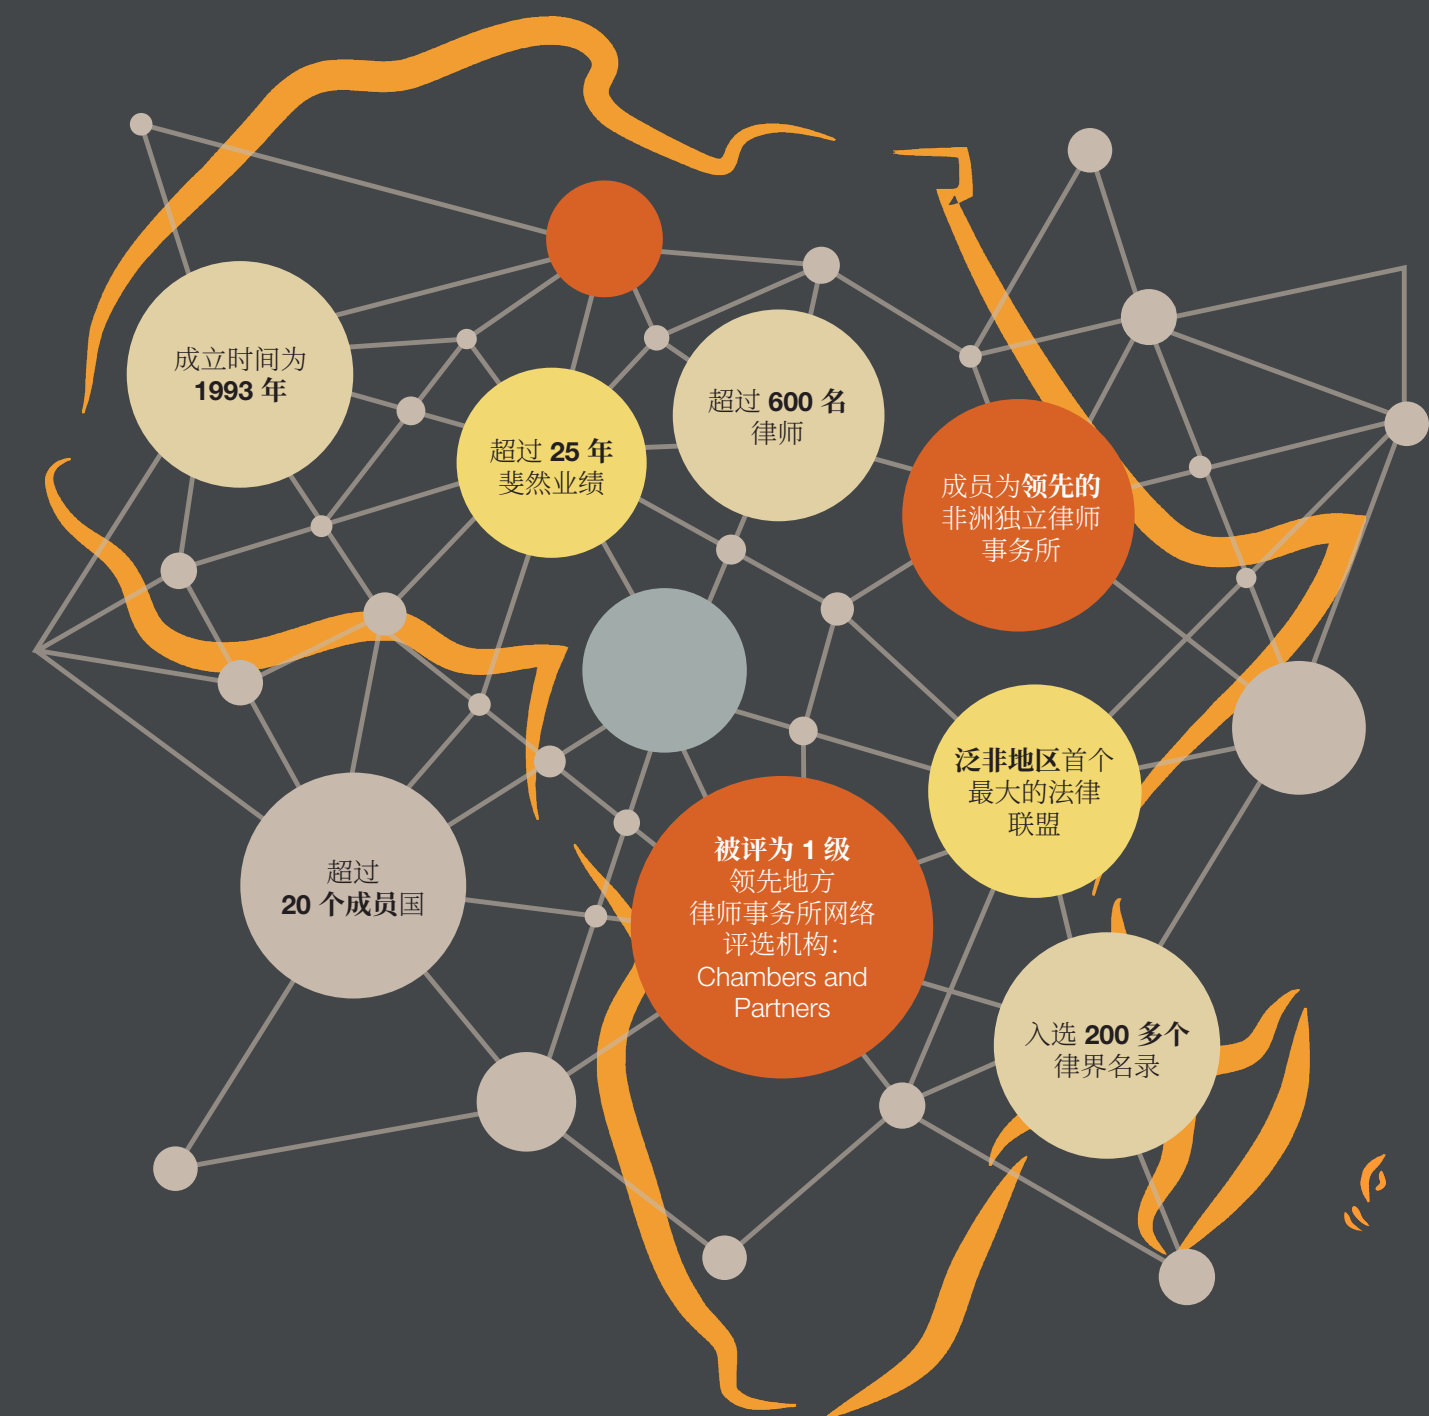 成立时间为
1993 年
超过 25 年
斐然业绩
超过 600 名
律师
成员为领先的
非洲独立律师
事务所
泛非地区首个
最大的法律
联盟
超过
20 个成员国
被评为 1 级
领先地方
律师事务所网络
评选机构：
Chambers and
Partners
入选 200 多个
律界名录